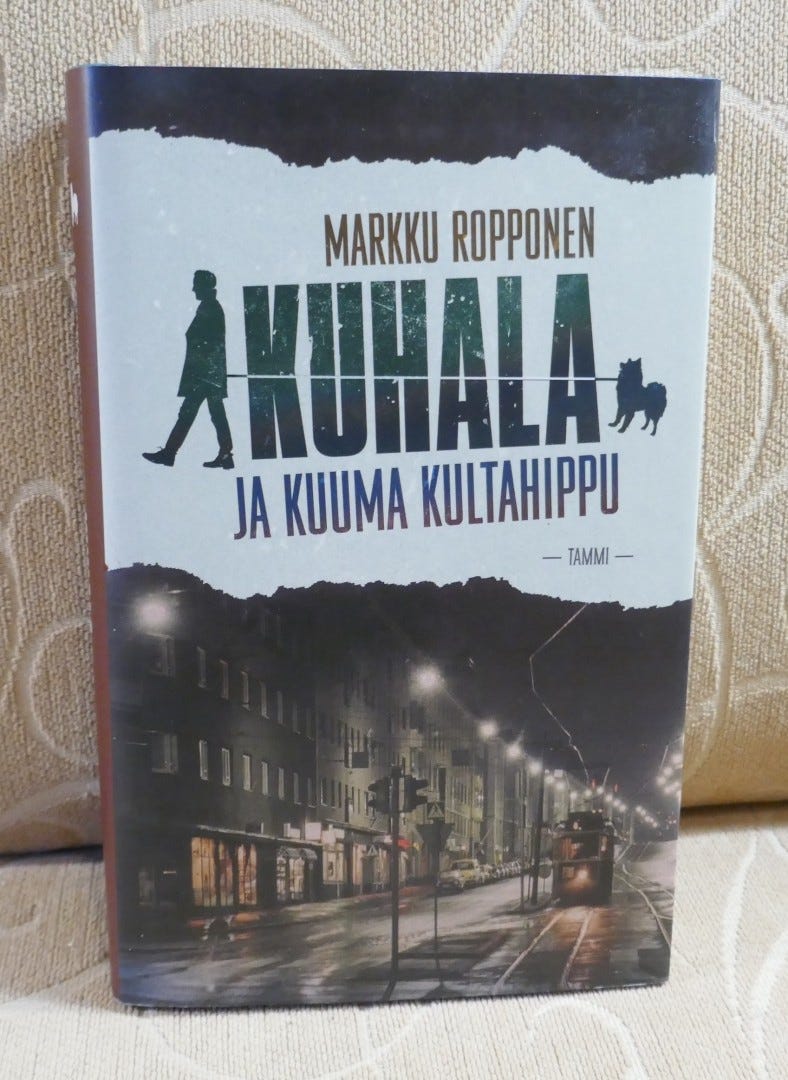 MARKKU ROPPONEN
KUHALA
JA KUUMA KULTAHIPPU
— TAMMI —